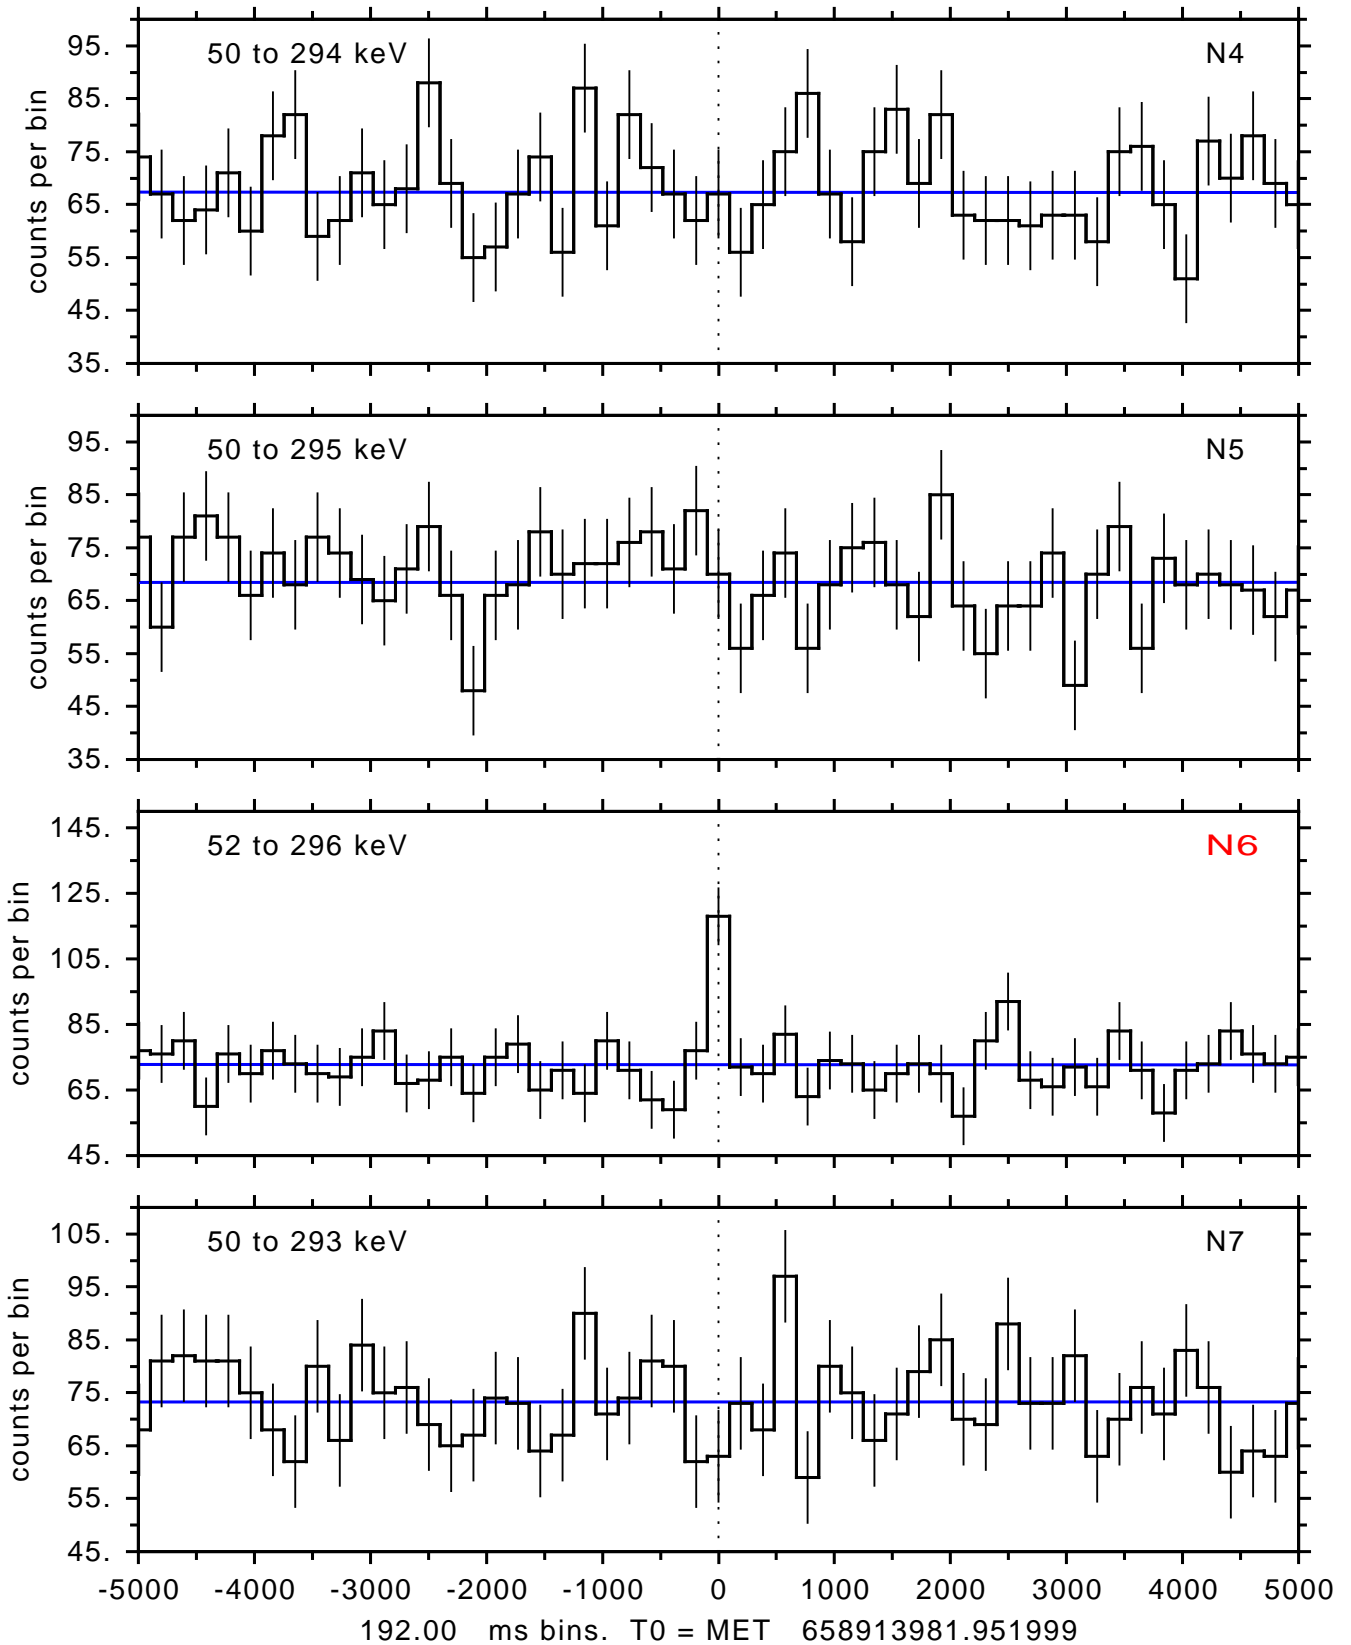 50 to 294 keV N4
95.
85.
75.
65.
55.
45.
35.
counts per bin
50 to 295 keV N5
95.
85.
75.
65.
55.
45.
35.
counts per bin
52 to 296 keV N6
145.
125.
105.
85.
65.
45.
counts per bin
50 to 293 keV N7
105.
95.
85.
75.
65.
55.
45.
counts per bin
-5000 -4000 -3000 -2000 -1000 0 1000 2000 3000 4000 5000
192.00 ms bins. T0 = MET 658913981.951999